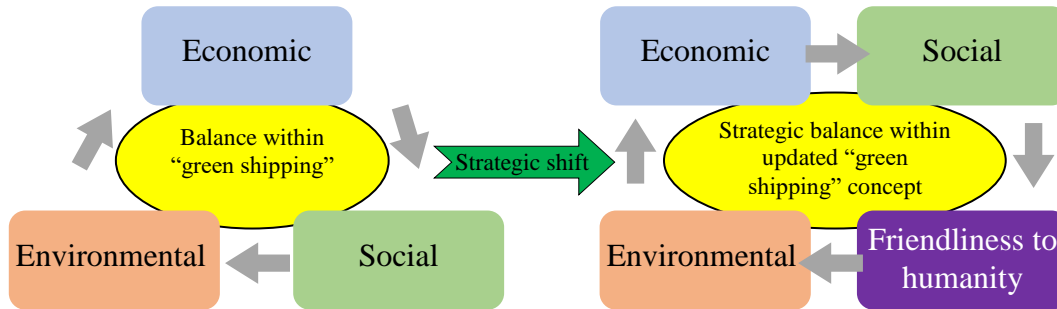 Economic
Balance within
“green shipping”
Environmental
Social
Strategic shift
Economic
Social
Strategic balance within
updated “green
shipping” concept
Environmental
Friendliness to
humanity